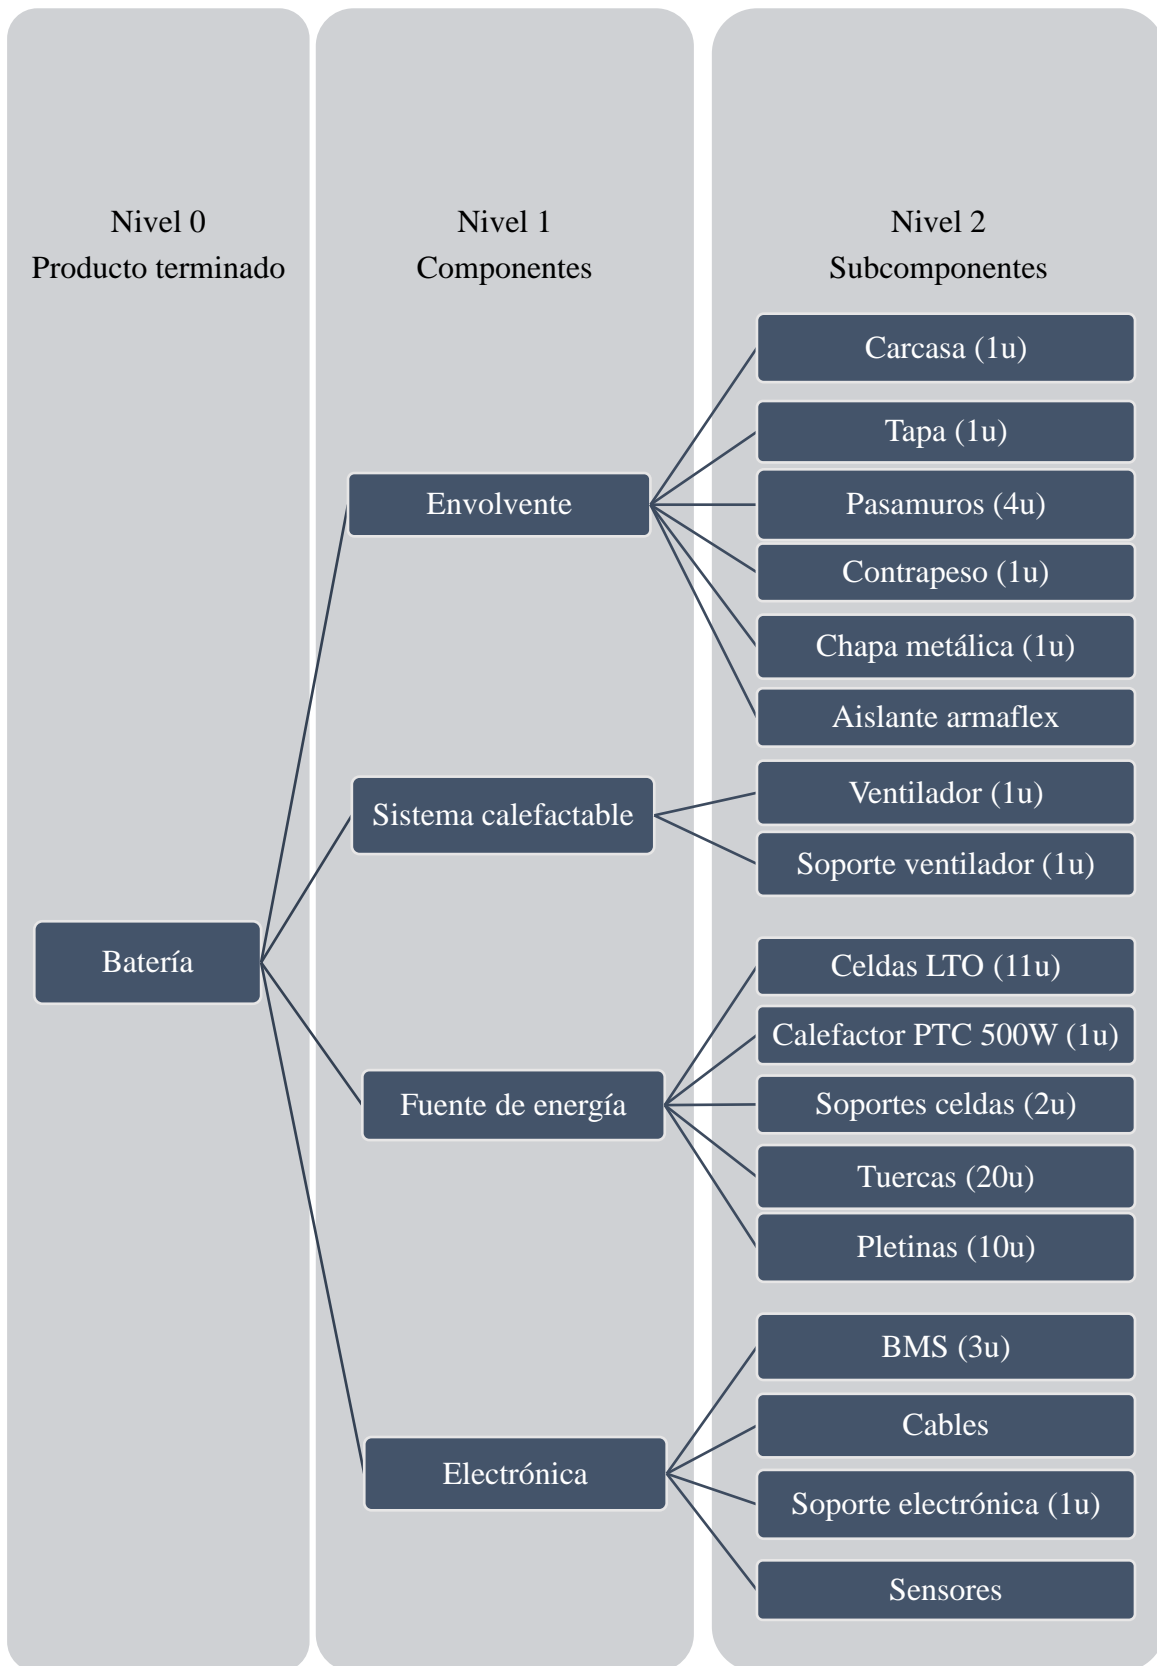 Nivel 0
Producto terminado
Nivel 1
Componentes
Nivel 2
Subcomponentes
Batería
Envolvente
Carcasa (1u)
Tapa (1u)
Pasamuros (4u)
Contrapeso (1u)
Chapa metálica (1u)
Aislante armaflex
Sistema calefactable
Ventilador (1u)
Soporte ventilador (1u)
Fuente de energía
Celdas LTO (11u)
Calefactor PTC 500W (1u)
Soportes celdas (2u)
Tuercas (20u)
Pletinas (10u)
Electrónica
BMS (3u)
Cables
Soporte electrónica (1u)
Sensores